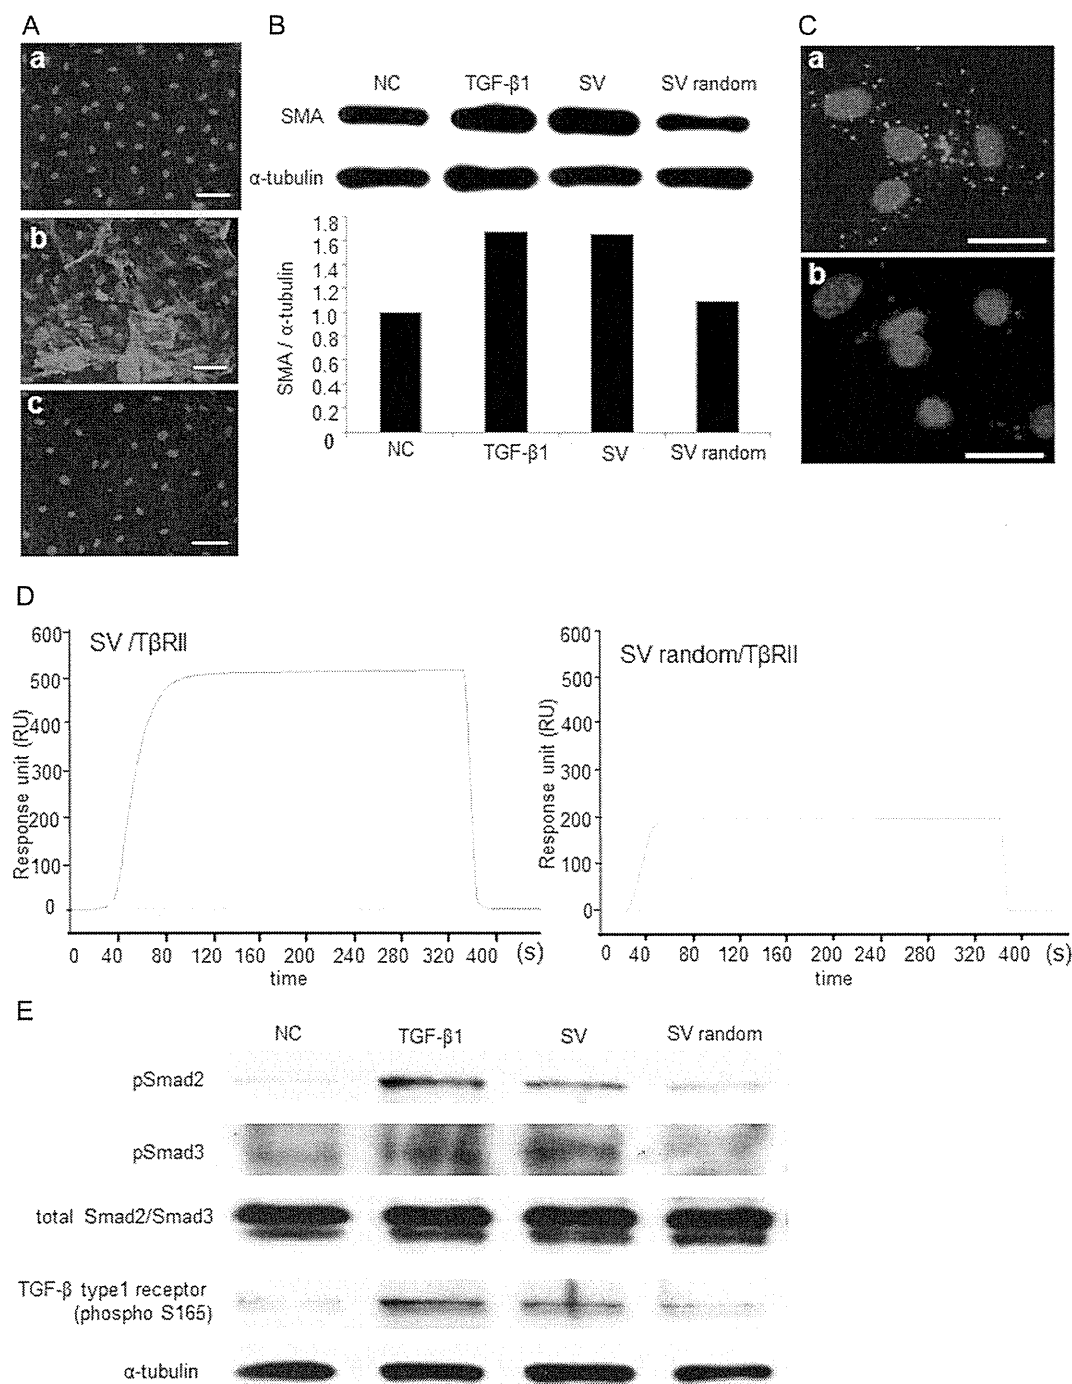 A
a
b
c
B
NC TGF-β1 SV SV random
SMA
α-tubulin
SMA / α-tubulin
1.8
1.6
1.4
1.2
1.0
0.8
0.6
0.4
0.2
0
NC TGF-β1 SV SV random
C
a
b
D
SV /TβRII
Response unit (RU)
600
500
400
300
200
100
0
0 40 80 120 160 200 240 280 320 400 (s)
time
SV random/TβRII
Response unit (RU)
600
500
400
300
200
100
0
0 40 80 120 160 200 240 280 320 400 (s)
time
E
NC TGF-β1 SV SV random
pSmad2
pSmad3
total Smad2/Smad3
TGF-β type1 receptor
(phospho S165)
α-tubulin